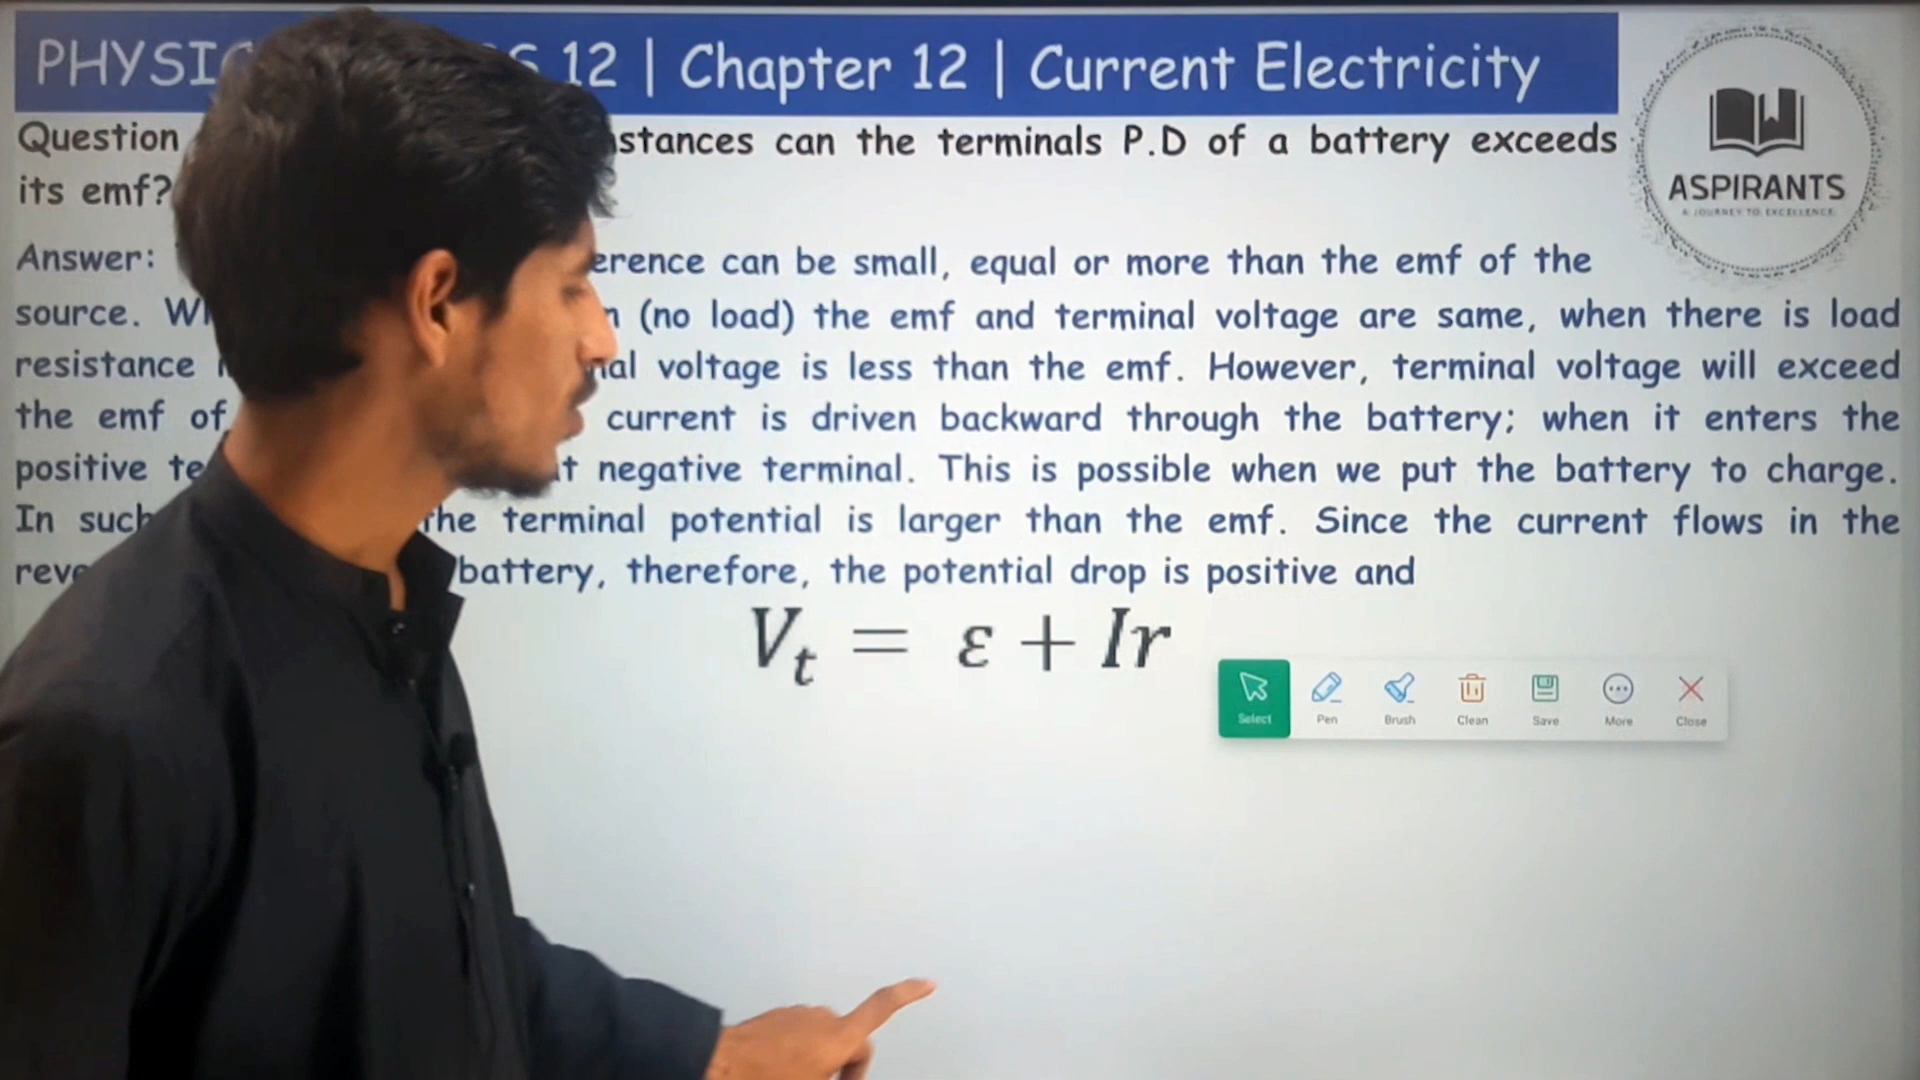 PHYSI 12 | Chapter 12 | Current Electricity
Question stances can the terminals P.D of a battery exceeds
its emf?
ASPIRANTS
A JOURNEY TO EXCELLENCE
Answer: erence can be small, equal or more than the emf of the
source. (no load) the emf and terminal voltage are same, when there is load
resistance voltage is less than the emf. However, terminal voltage will exceed
the emf of current is driven backward through the battery; when it enters the
positive negative terminal. This is possible when we put the battery to charge.
In such the terminal potential is larger than the emf. Since the current flows in the
reve battery, therefore, the potential drop is positive and
Vₜ = ε + Ir
Select Pen Brush Clean Save More Close